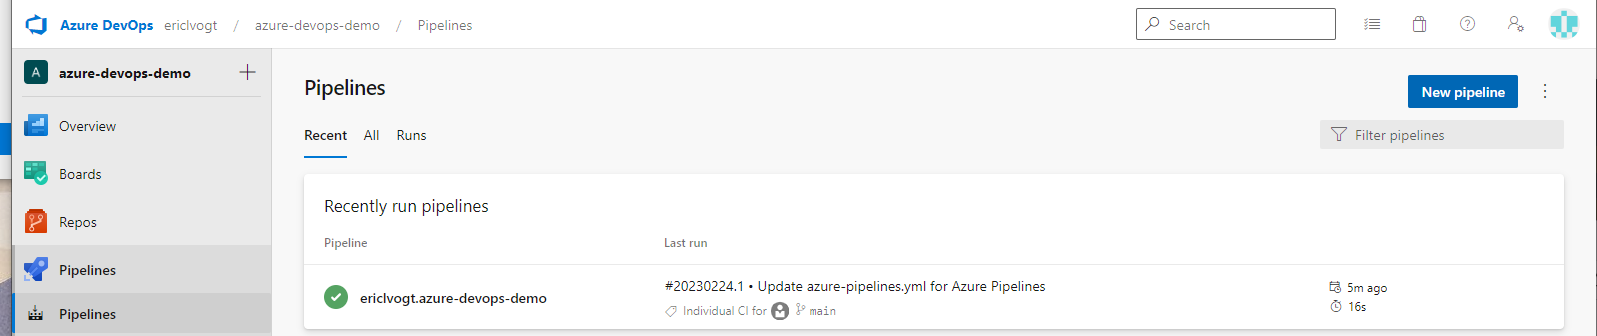 Azure DevOps ericlvogt / azure-devops-demo / Pipelines Search
A azure-devops-demo
Overview
Boards
Repos
Pipelines
Pipelines
Pipelines
New pipeline
Recent All Runs
Filter pipelines
Recently run pipelines
Pipeline Last run
ericlvogt.azure-devops-demo
#20230224.1 • Update azure-pipelines.yml for Azure Pipelines
Individual CI for main
5m ago
16s